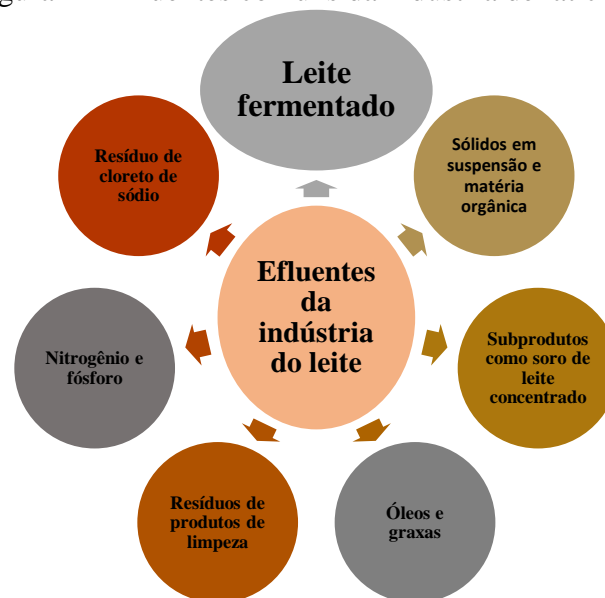 Leite
fermentado
Sólidos em
suspensão e
matéria
orgânica
Subprodutos
como soro de
leite
concentrado
Óleos e
graxas
Resíduos de
produtos de
limpeza
Nitrogênio e
fósforo
Resíduo de
cloreto de
sódio
Efluentes
da
indústria
do leite